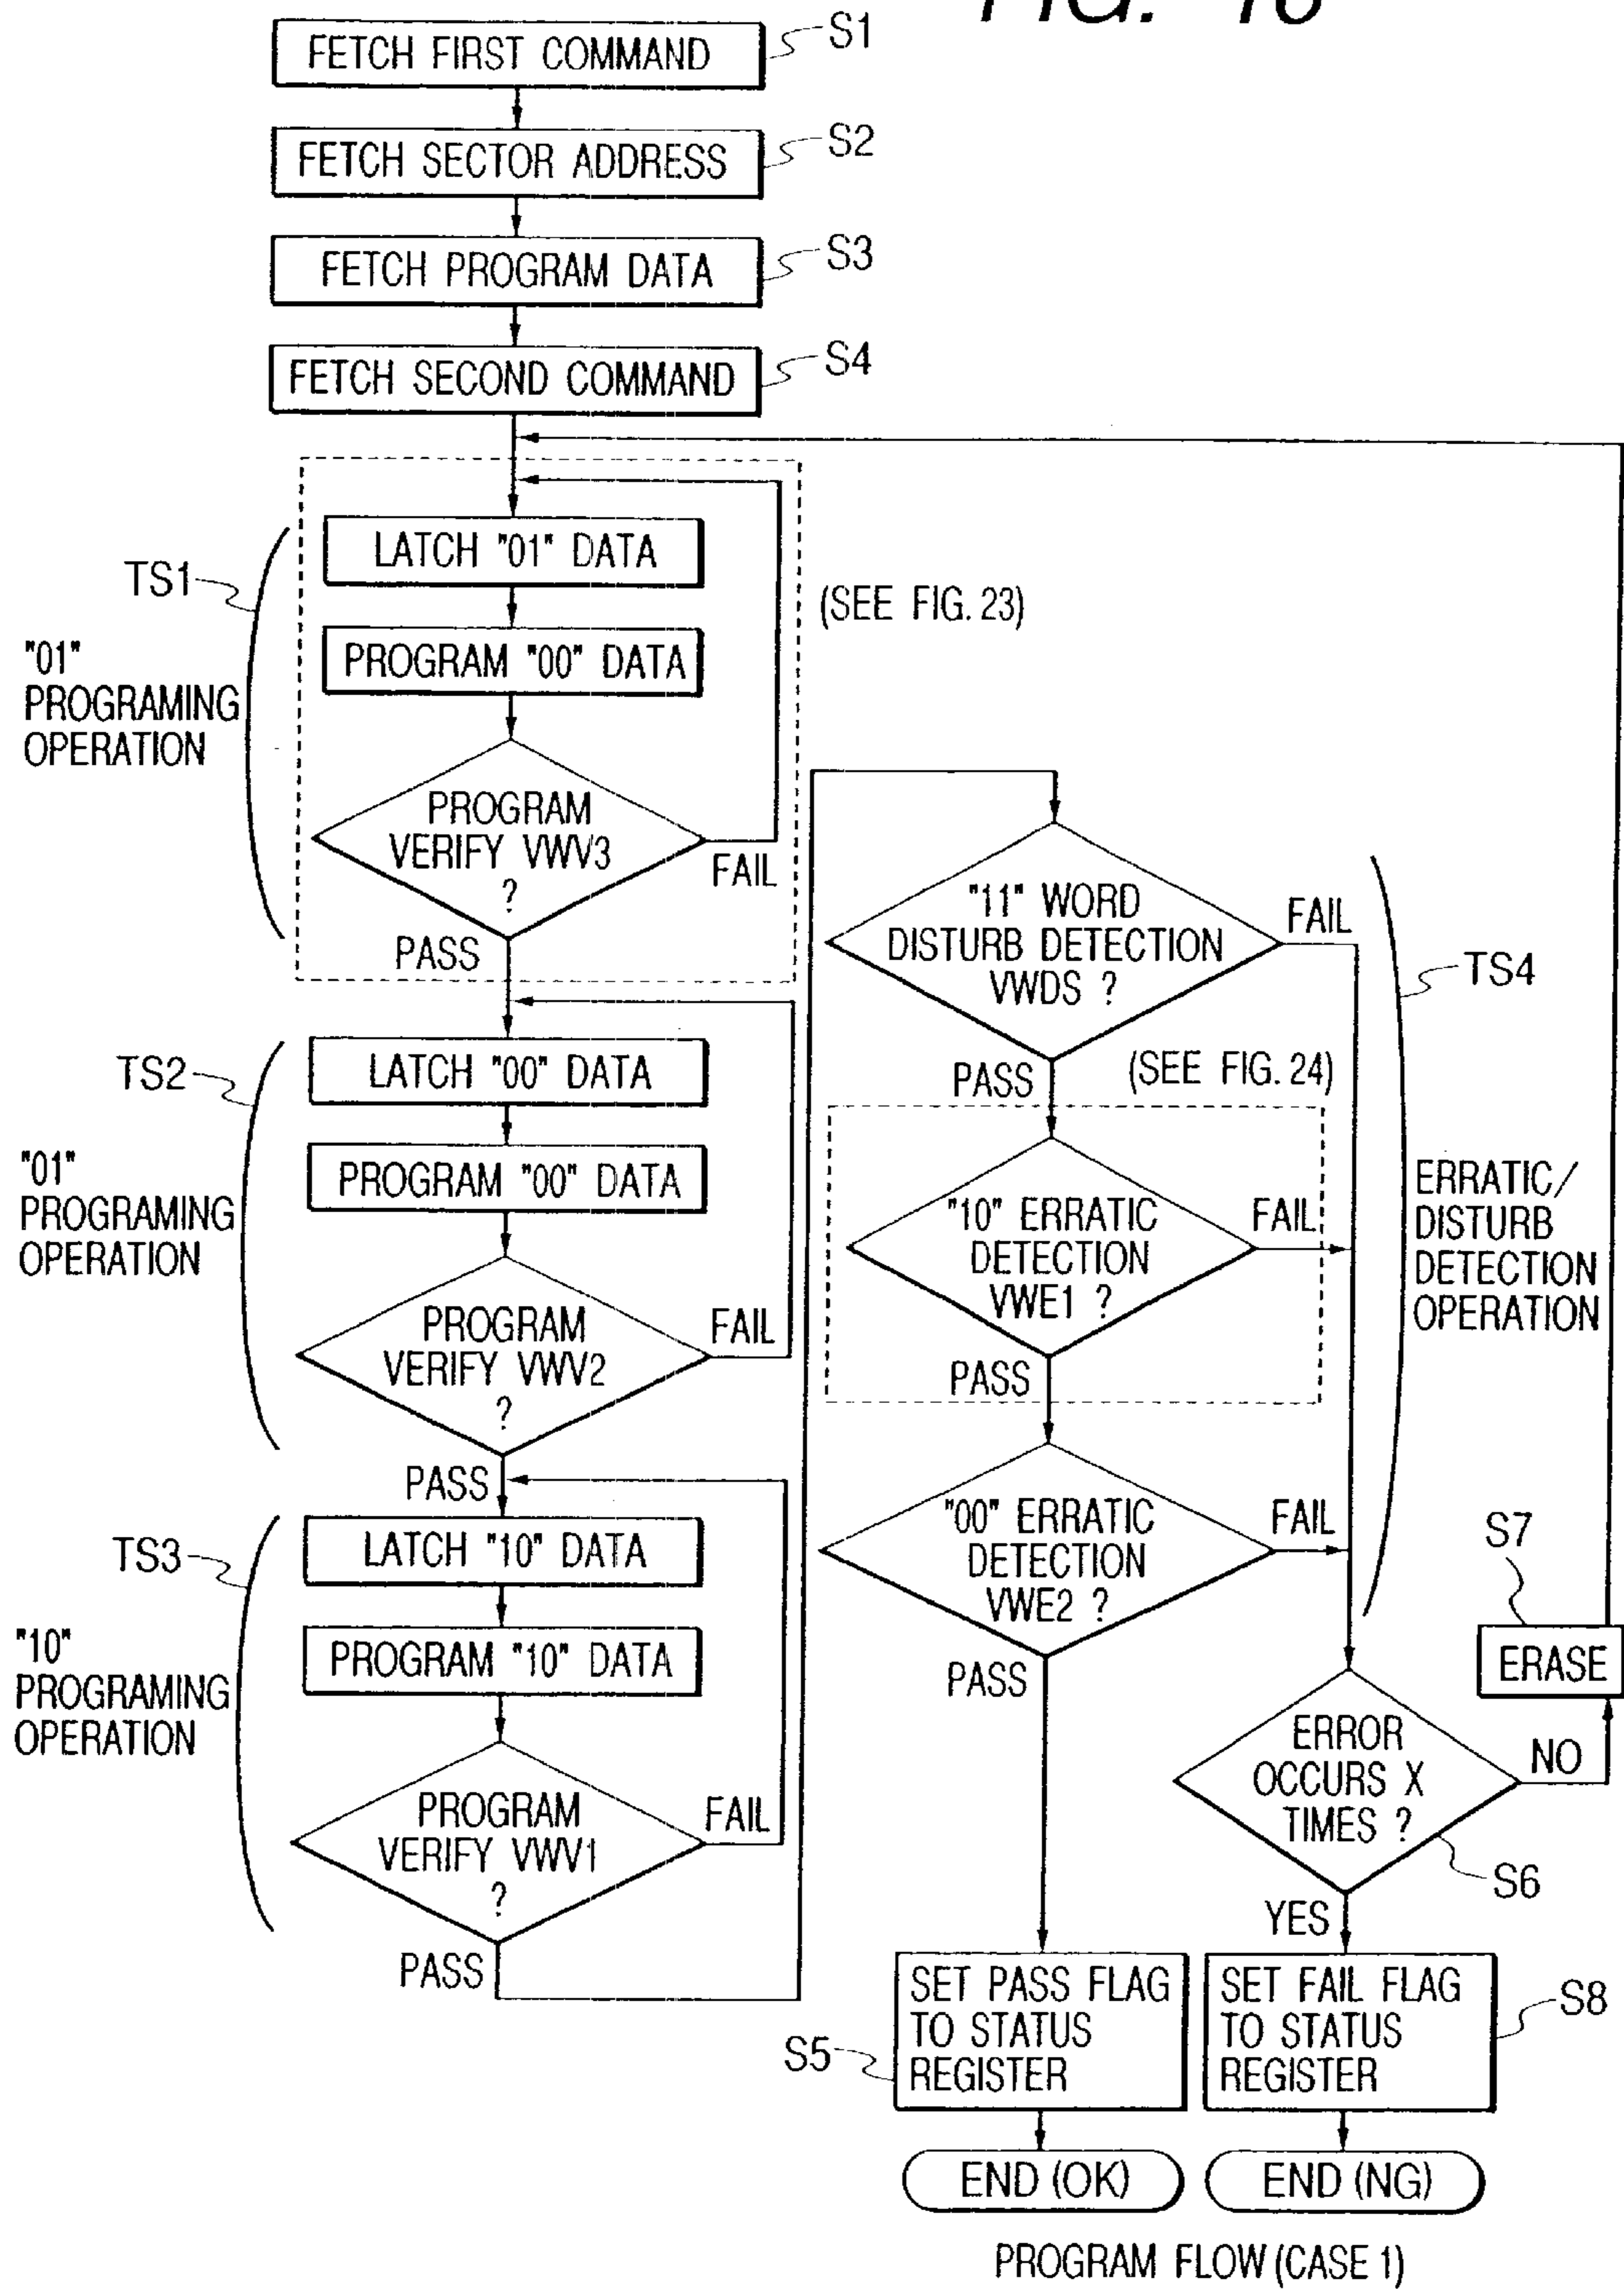 FIG.
FETCH FIRST COMMAND
S1
FETCH SECTOR ADDRESS
S2
FETCH PROGRAM DATA
S3
FETCH SECOND COMMAND
S4
TS1
"01"
PROGRAMING
OPERATION
LATCH "01" DATA
PROGRAM "00" DATA
PROGRAM
VERIFY VWV3
?
FAIL
PASS
(SEE FIG. 23)
TS2
"01"
PROGRAMING
OPERATION
LATCH "00" DATA
PROGRAM "00" DATA
PROGRAM
VERIFY VWV2
?
FAIL
PASS
TS3
"10"
PROGRAMING
OPERATION
LATCH "10" DATA
PROGRAM "10" DATA
PROGRAM
VERIFY VWV1
?
FAIL
PASS
"11" WORD
DISTURB DETECTION
VWDS ?
FAIL
PASS
(SEE FIG. 24)
TS4
ERRATIC/
DISTURB
DETECTION
OPERATION
"10" ERRATIC
DETECTION
VWE1 ?
FAIL
PASS
"00" ERRATIC
DETECTION
VWE2 ?
FAIL
PASS
S7
ERASE
ERROR
OCCURS X
TIMES ?
NO
S6
YES
SET PASS FLAG
TO STATUS
REGISTER
S5
SET FAIL FLAG
TO STATUS
REGISTER
S8
END (OK)
END (NG)
PROGRAM FLOW (CASE 1)